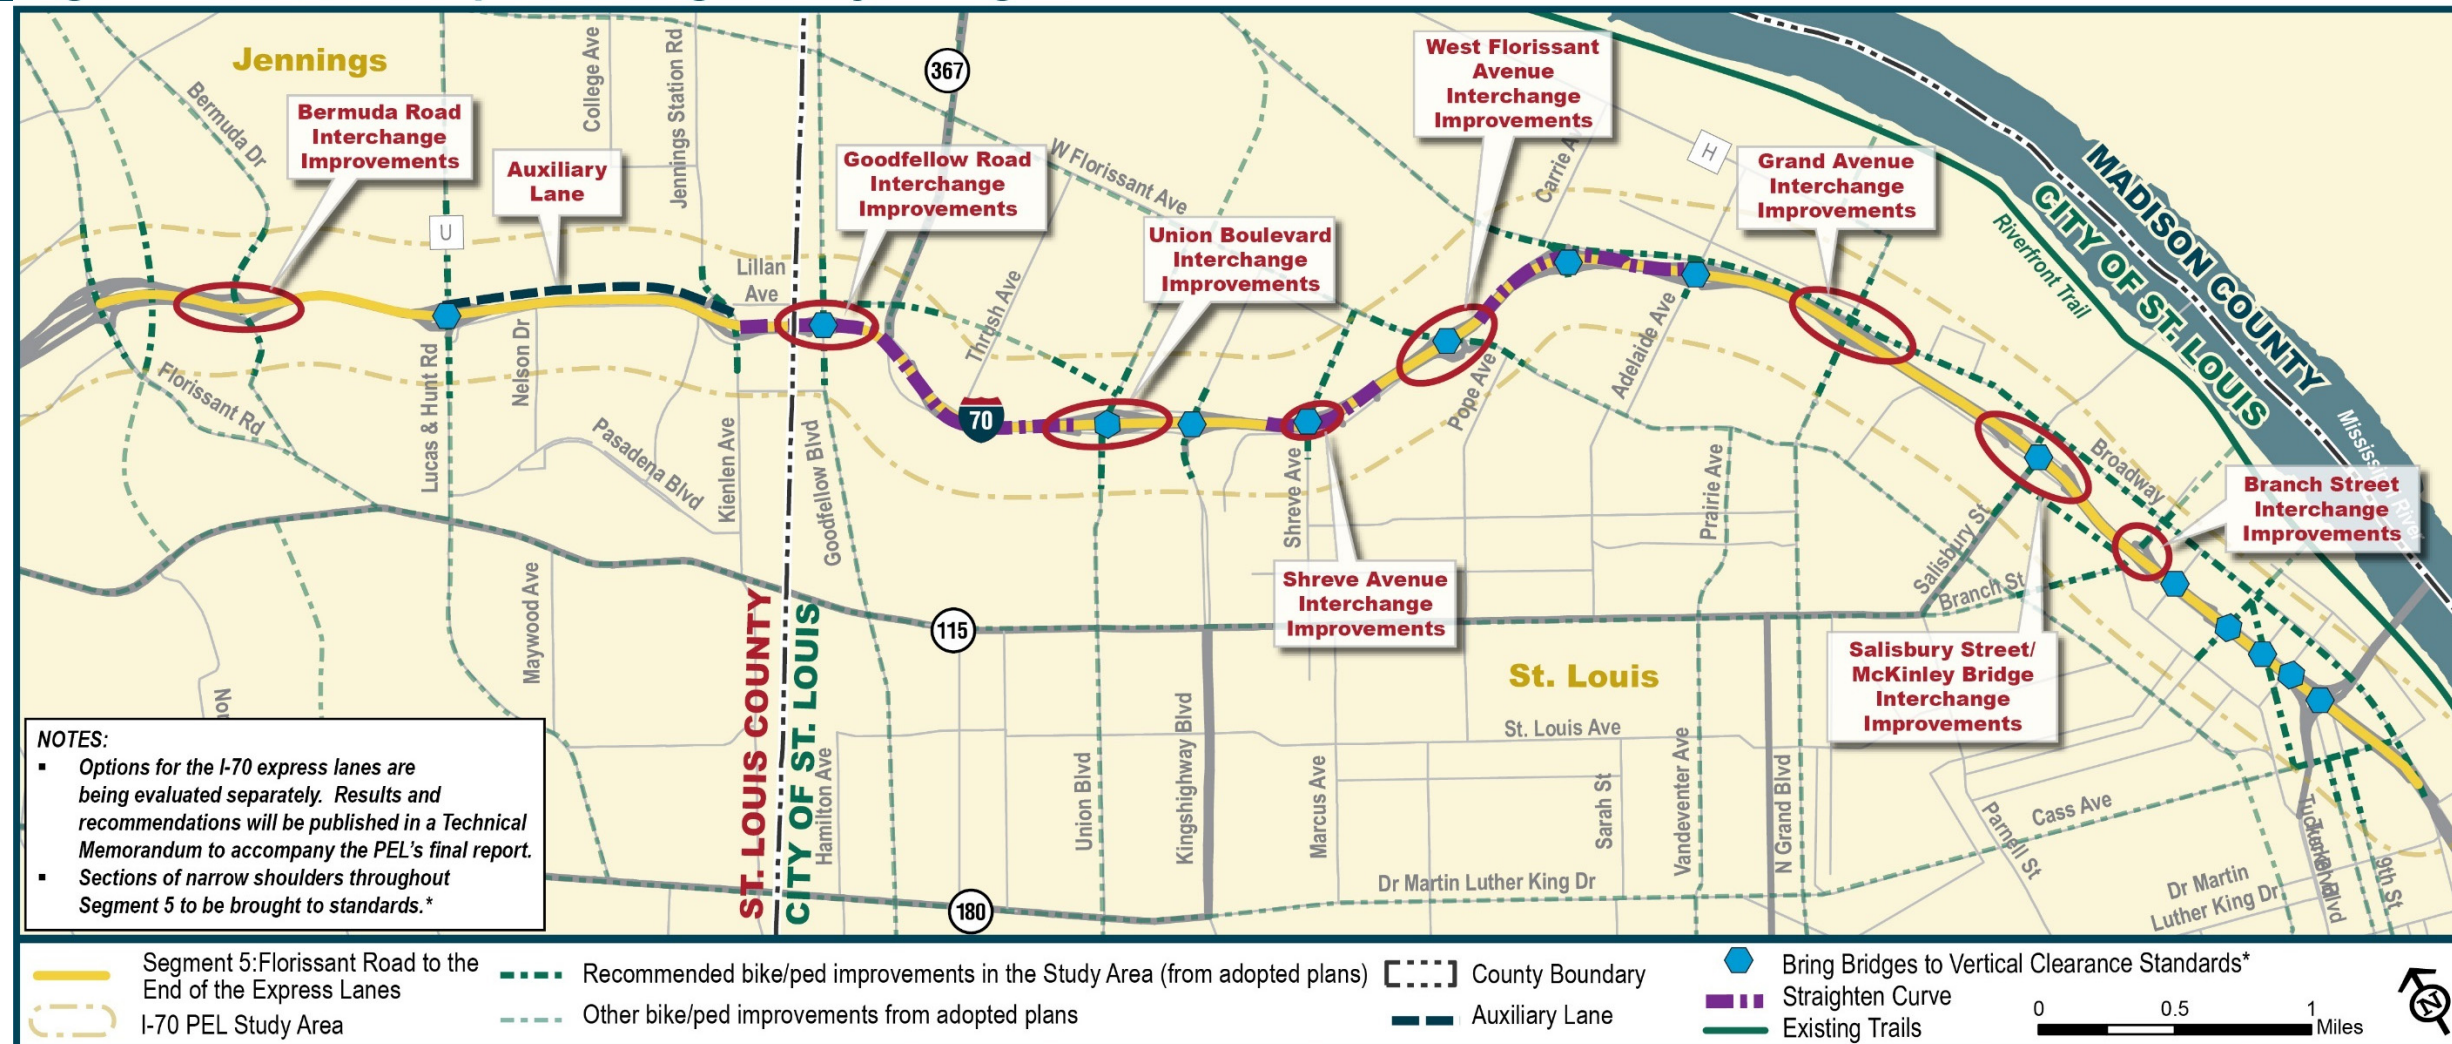 Jennings
Bermuda Dr
Bermuda Road
Interchange
Improvements
Auxiliary
Lane
College Ave
Jennings Station Rd
U
Lillan
Ave
Goodfellow Road
Interchange
Improvements
367
W Florissant Ave
Thrush Ave
Union Boulevard
Interchange
Improvements
West Florissant
Avenue
Interchange
Improvements
Carrie
H
Grand Avenue
Interchange
Improvements
MADISON COUNTY
CITY OF ST. LOUIS
Riverfront Trail
Florissant Rd
Lucas & Hunt Rd
Nelson Dr
Pasadena Blvd
Kienlen Ave
Goodfellow Blvd
70
Shreve Ave
Pope Ave
Adelaide Ave
Prairie Ave
Broadway
Branch Street
Interchange
Improvements
Salisbury St
Branch St
Shreve Avenue
Interchange
Improvements
Salisbury Street/
McKinley Bridge
Interchange
Improvements
Maywood Ave
115
St. Louis
ST. LOUIS COUNTY
CITY OF ST. LOUIS
Hamilton Ave
Union Blvd
Kingshighway Blvd
Marcus Ave
St. Louis Ave
Sarah St
Vandeventer Ave
N Grand Blvd
Parnell St
Cass Ave
Dr Martin Luther King Dr
Dr Martin
Luther King Dr
9th St
180
NOTES:
▪ Options for the I-70 express lanes are
being evaluated separately. Results and
recommendations will be published in a Technical
Memorandum to accompany the PEL's final report.
▪ Sections of narrow shoulders throughout
Segment 5 to be brought to standards.*
Segment 5:Florissant Road to the
End of the Express Lanes
I-70 PEL Study Area
Recommended bike/ped improvements in the Study Area (from adopted plans)
Other bike/ped improvements from adopted plans
County Boundary
Auxiliary Lane
Bring Bridges to Vertical Clearance Standards*
Straighten Curve
Existing Trails
0 0.5 1
Miles
N